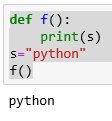 def f():
    print(s)
s="python"
f()
python